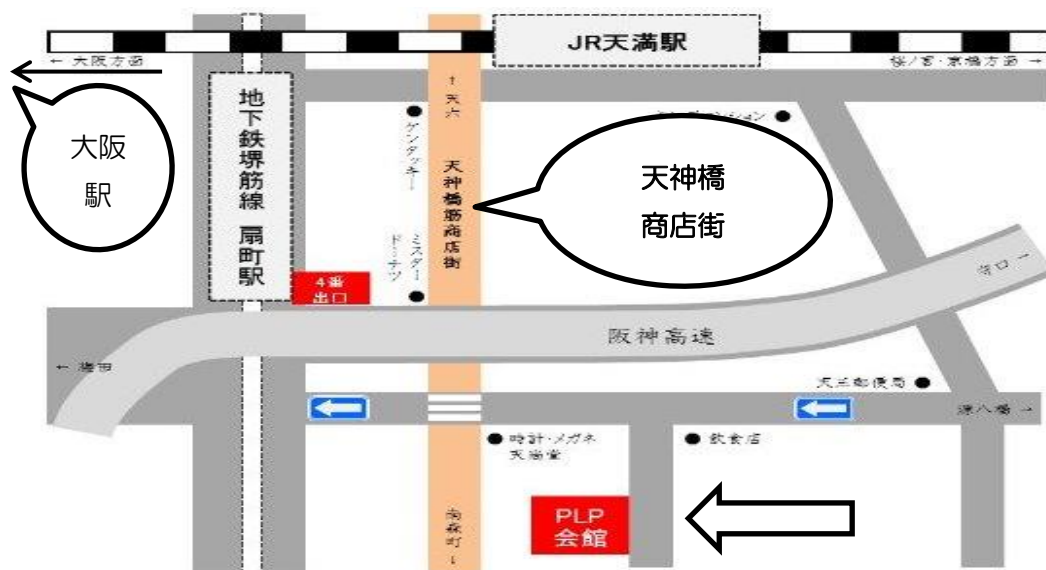 JR天満駅
← 大阪方面
桜ノ宮・京橋方面 →
大阪
駅
地下鉄堺筋線 扇町駅
↑天六
ケンタッキー
天神橋筋商店街
天神橋
商店街
ミスター
ドーナツ
4番
出口
守口 →
阪神高速
← 梅田
天三郵便局
源八橋 →
時計・メガネ
天満堂
飲食店
PLP
会館
南森町↓